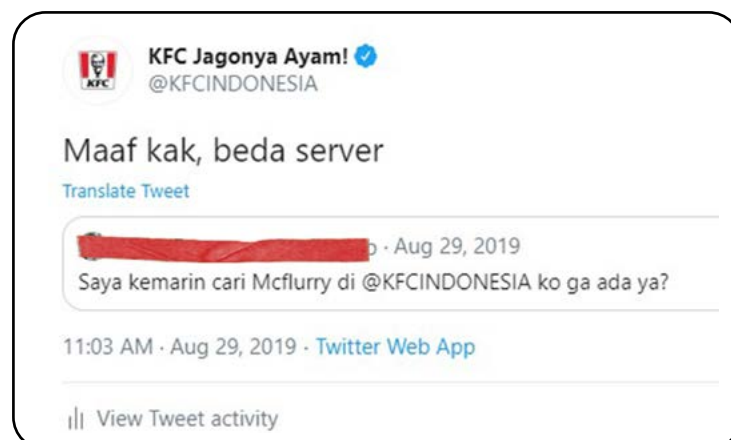 KFC
KFC Jagonya Ayam!
@KFCINDONESIA
Maaf kak, beda server
Translate Tweet
· Aug 29, 2019
Saya kemarin cari Mcflurry di @KFCINDONESIA ko ga ada ya?
11:03 AM · Aug 29, 2019 · Twitter Web App
View Tweet activity